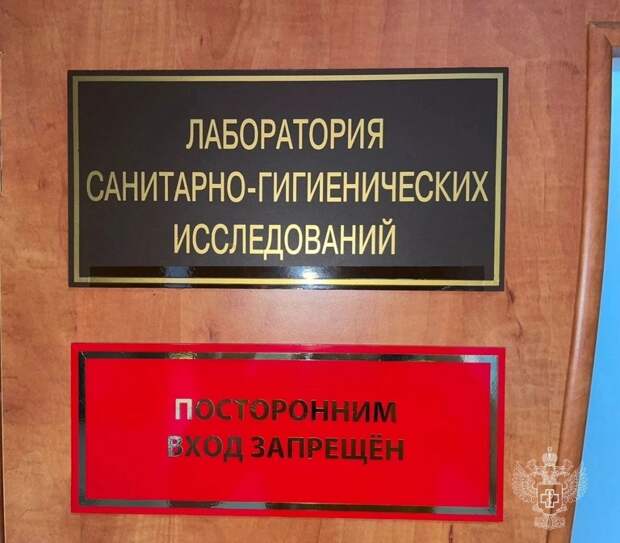 ЛАБОРАТОРИЯ
САНИТАРНО-ГИГИЕНИЧЕСКИХ
ИССЛЕДОВАНИЙ
ПОСТОРОННИМ
ВХОД ЗАПРЕЩЁН